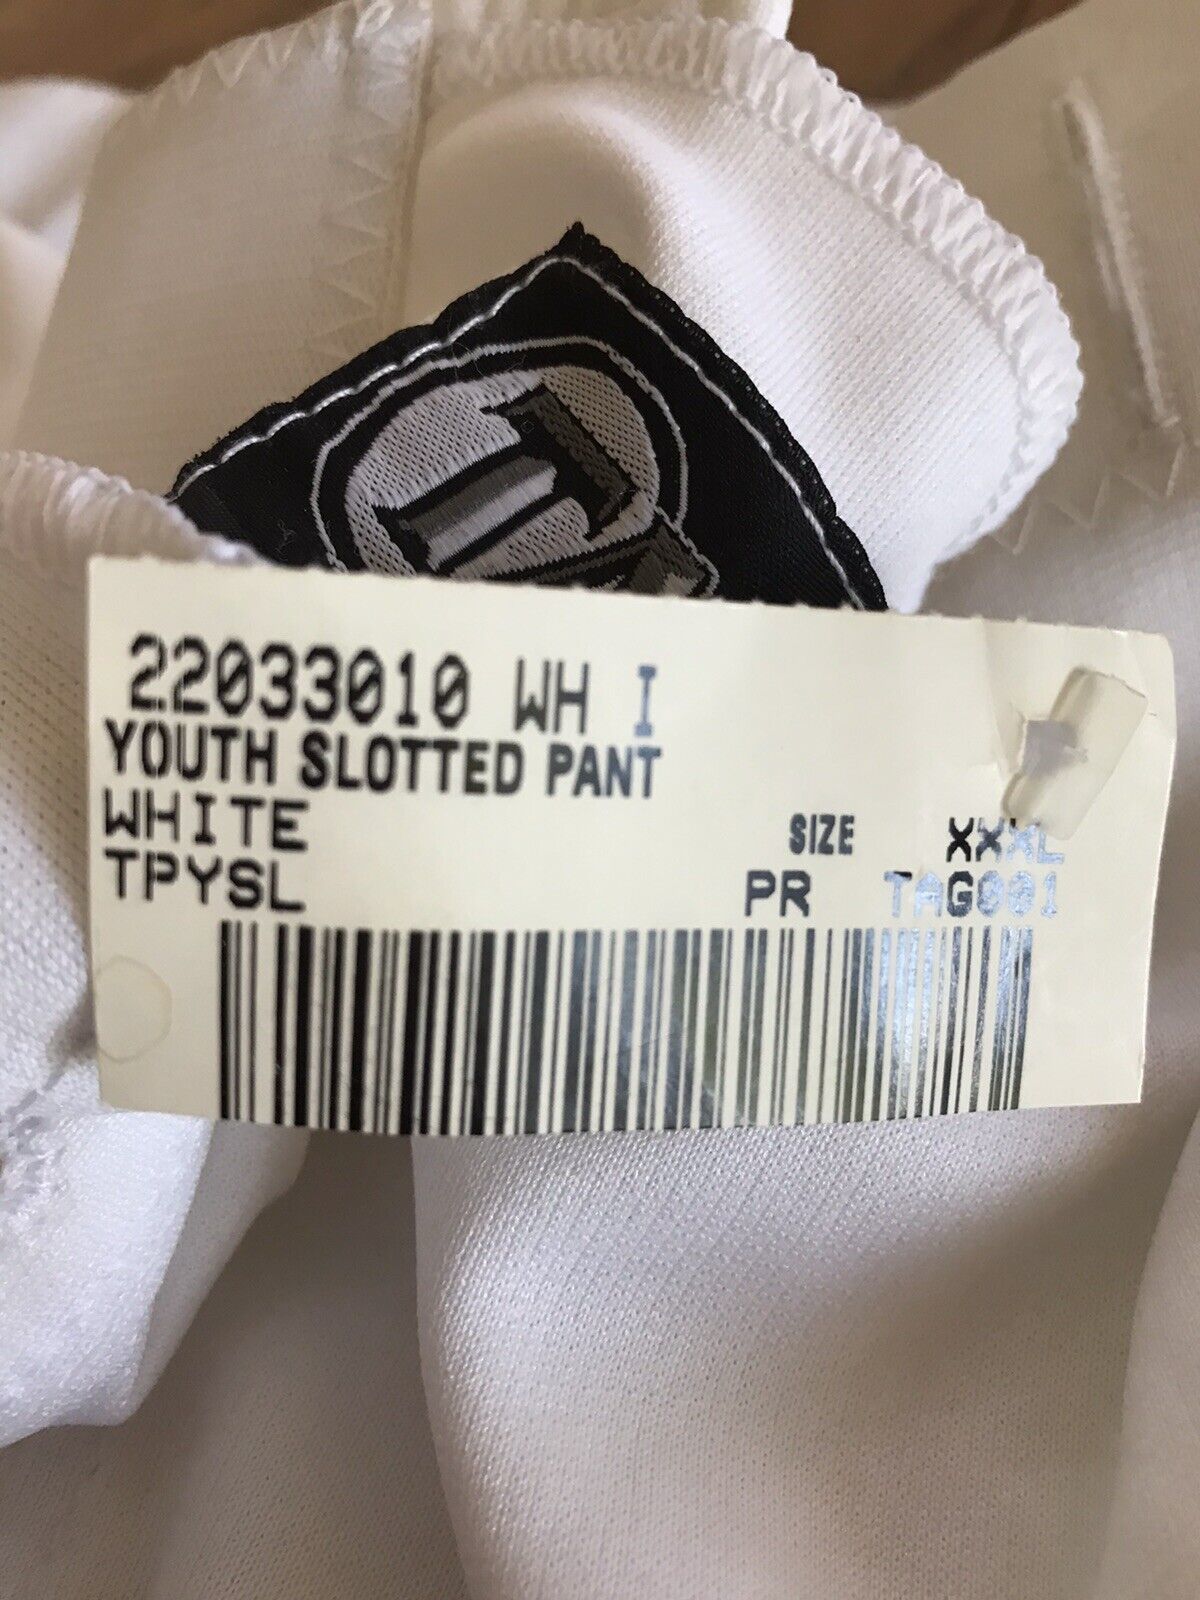 22033010 WH I
YOUTH SLOTTED PANT
WHITE
SIZE XXXL
TPYSL
PR TAG001